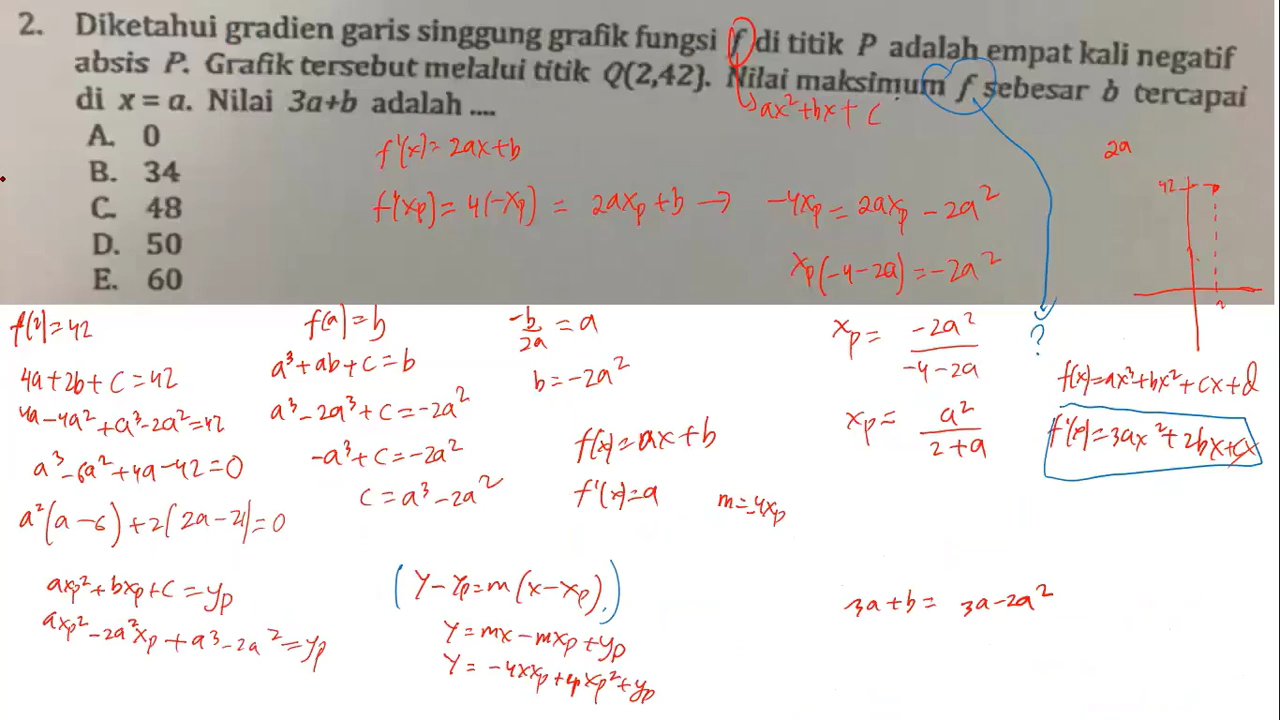 2. Diketahui gradien garis singgung grafik fungsi f di titik P adalah empat kali negatif
absis P. Grafik tersebut melalui titik Q(2,42). Nilai maksimum f sebesar b tercapai
di x = a. Nilai 3a+b adalah ....
A. 0
B. 34
C. 48
D. 50
E. 60
ax²+bx+c
f'(x)=2ax+b
f'(xp)=4(-xp) = 2axp+b → -4xp=2axp-2a²
xp(-4-2a)=-2a²
2a
42
2
f(2)=42
4a+2b+c=42
4a-4a²+a³-2a²=42
a³-6a²+4a-42=0
a²(a-6)+2(2a-21)=0
f(a)=b
a³+ab+c=b
a³-2a³+c=-2a²
-a³+c=-2a²
c=a³-2a²
-b/2a = a
b=-2a²
f(x)=ax+b
f'(x)=a
m=-4xp
xp= -2a²/-4-2a
xp= a²/2+a
?
f(x)=ax³+bx²+cx+d
f'(x)=3ax²+2bx+cx
axp²+bxp+c=yp
axp²-2a²xp+a³-2a²=yp
(y-yp=m(x-xp))
y=mx-mxp+yp
y=-4xxp+4xp²+yp
3a+b= 3a-2a²